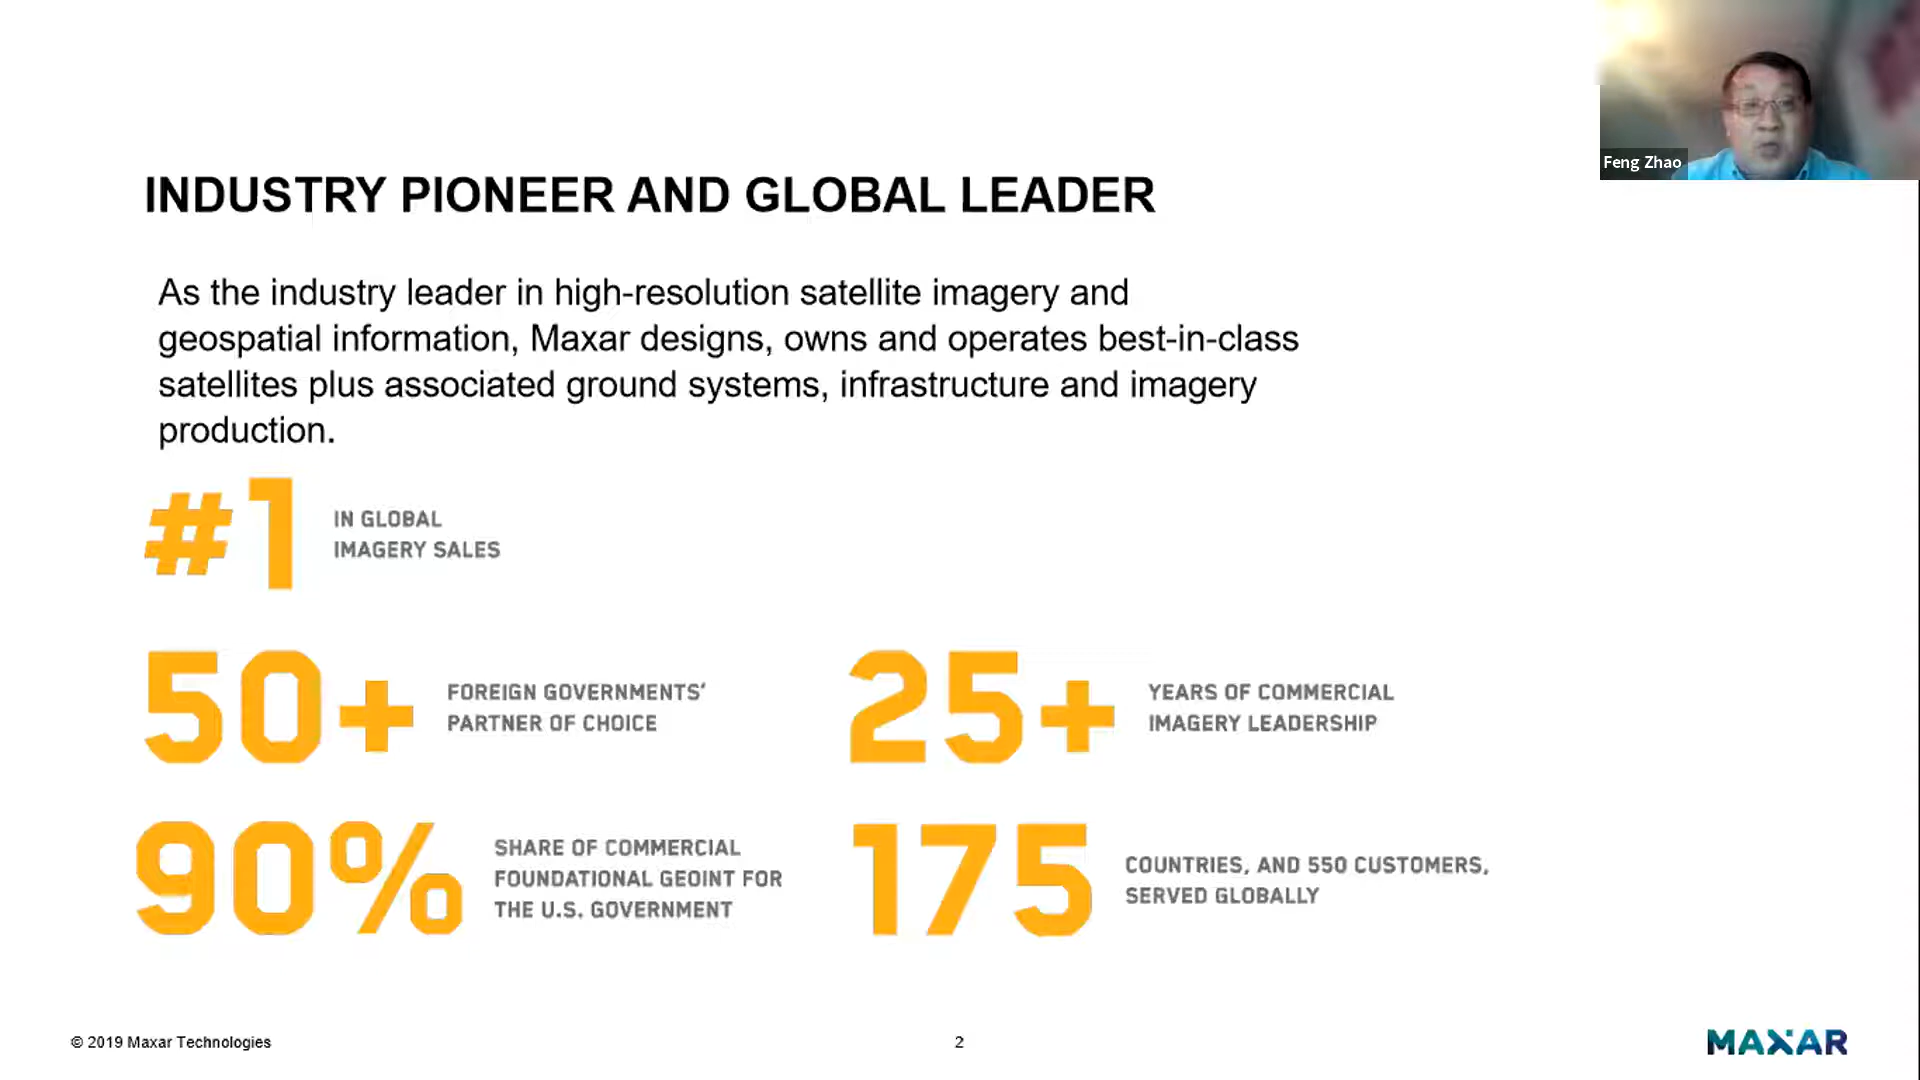 Feng Zhao
INDUSTRY PIONEER AND GLOBAL LEADER
As the industry leader in high-resolution satellite imagery and
geospatial information, Maxar designs, owns and operates best-in-class
satellites plus associated ground systems, infrastructure and imagery
production.
#1
IN GLOBAL
IMAGERY SALES
50+
FOREIGN GOVERNMENTS'
PARTNER OF CHOICE
25+
YEARS OF COMMERCIAL
IMAGERY LEADERSHIP
90%
SHARE OF COMMERCIAL
FOUNDATIONAL GEOINT FOR
THE U.S. GOVERNMENT
175
COUNTRIES, AND 550 CUSTOMERS,
SERVED GLOBALLY
© 2019 Maxar Technologies
2
MAXAR